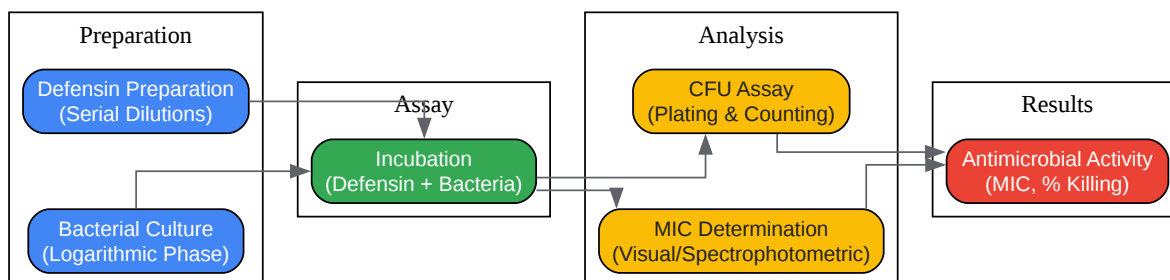 Preparation
Defensin Preparation
(Serial Dilutions)
Bacterial Culture
(Logarithmic Phase)
Assay
Incubation
(Defensin + Bacteria)
Analysis
CFU Assay
(Plating & Counting)
MIC Determination
(Visual/Spectrophotometric)
Results
Antimicrobial Activity
(MIC, % Killing)